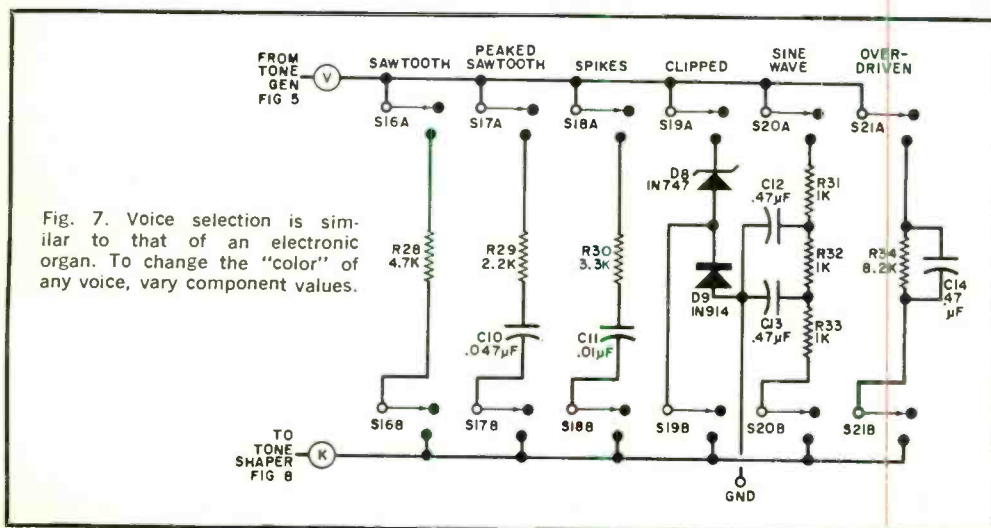 FROM
TONE
GEN
FIG 5
V
SAWTOOTH
PEAKED
SAWTOOTH
SPIKES
CLIPPED
SINE
WAVE
OVER-
DRIVEN
S16A
S17A
S18A
S19A
S20A
S21A
Fig. 7. Voice selection is sim-
ilar to that of an electronic
organ. To change the "color" of
any voice, vary component values.
R28
4.7K
R29
2.2K
C10
.047µF
R30
3.3K
C11
.01µF
D8
IN747
D9
IN914
C12
.47µF
C13
.47µF
R31
1K
R32
1K
R33
1K
R34
8.2K
C14
.47
µF
S16B
S17B
S18B
S19B
S20B
S21B
TO
TONE
SHAPER
FIG 8
K
GND